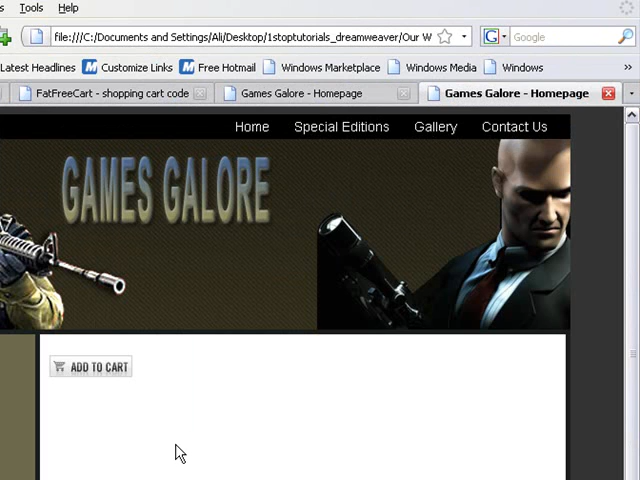 s Tools Help
file:///C:/Documents and Settings/Ali/Desktop/1stoptutorials_dreamweaver/Our W G Google
Latest Headlines M Customize Links M Free Hotmail Windows Marketplace Windows Media Windows »
FatFreeCart - shopping cart code Games Galore - Homepage Games Galore - Homepage
Home Special Editions Gallery Contact Us
GAMES GALORE
ADD TO CART